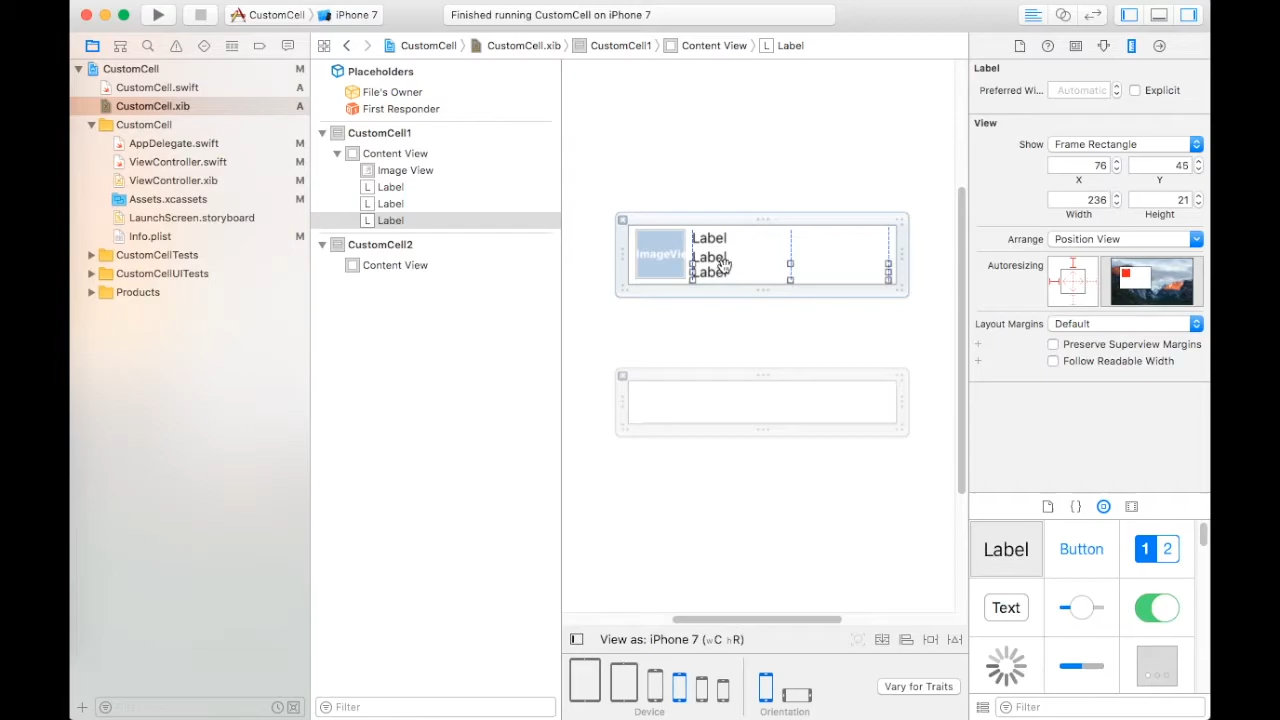 CustomCell
iPhone 7
Finished running CustomCell on iPhone 7
CustomCell
CustomCell.xib
CustomCell1
Content View
L Label
CustomCell M
CustomCell.swift A
CustomCell.xib A
CustomCell
AppDelegate.swift M
ViewController.swift M
ViewController.xib M
Assets.xcassets M
LaunchScreen.storyboard
Info.plist M
CustomCellTests
CustomCellUITests
Products
Placeholders
File's Owner
First Responder
CustomCell1
Content View
Image View
L Label
L Label
L Label
CustomCell2
Content View
Filter
ImageVie
Label
Label
Label
View as: iPhone 7 (wC hR)
Device
Orientation
Vary for Traits
Label
Preferred Wi... Automatic Explicit
View
Show Frame Rectangle
76 45
X Y
236 21
Width Height
Arrange Position View
Autoresizing
Layout Margins Default
Preserve Superview Margins
Follow Readable Width
{ }
Label Button 1 2
Text
Filter